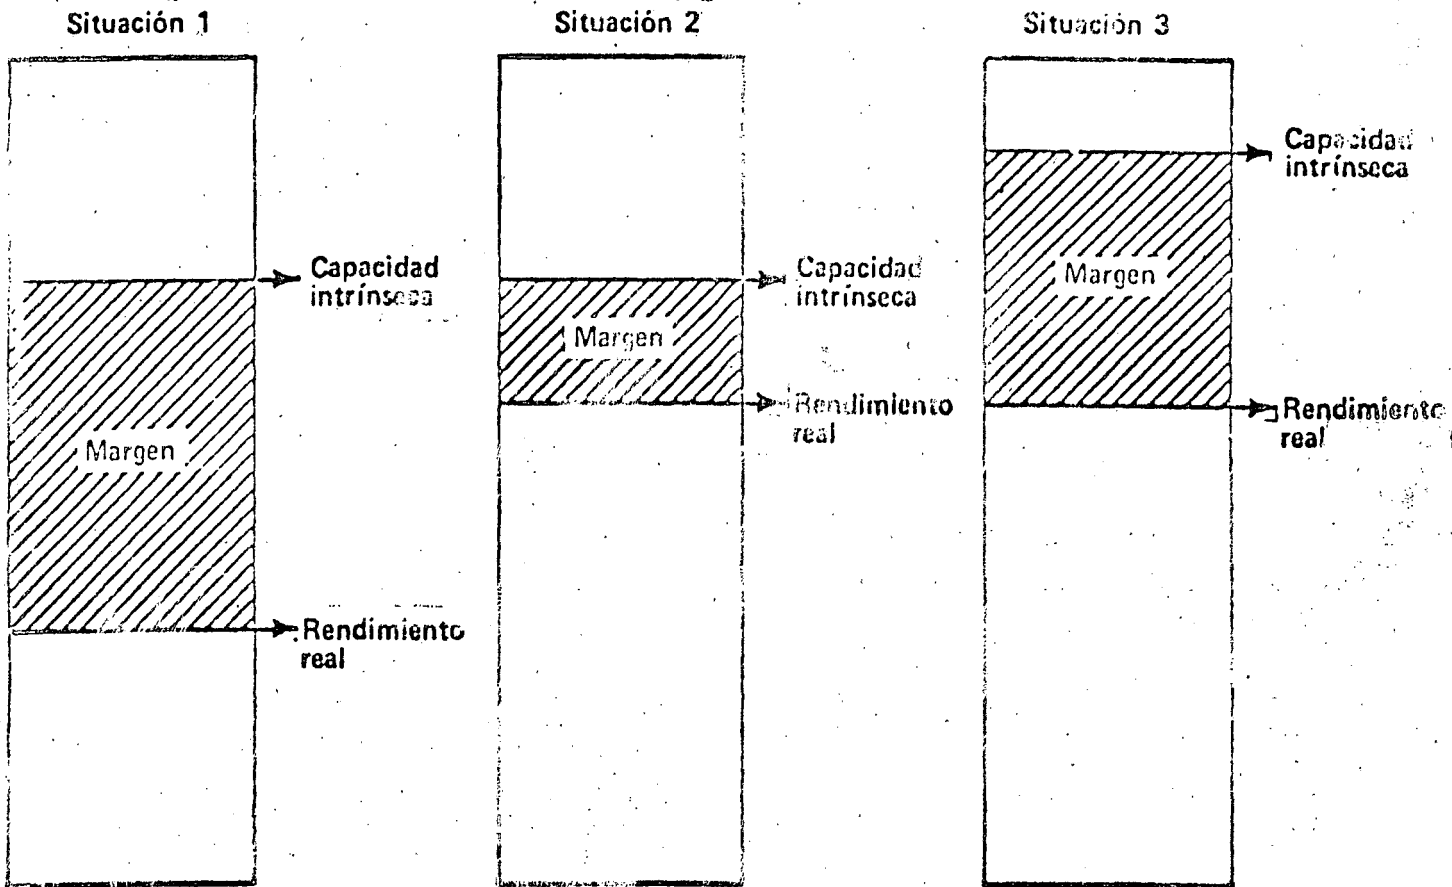 Situación 1
Situación 2
Situación 3
Capacidad
intrínseca
Margen
Rendimiento
real
Capacidad
intrínseca
Margen
Rendimiento
real
Capacidad
intrínseca
Margen
Rendimiento
real